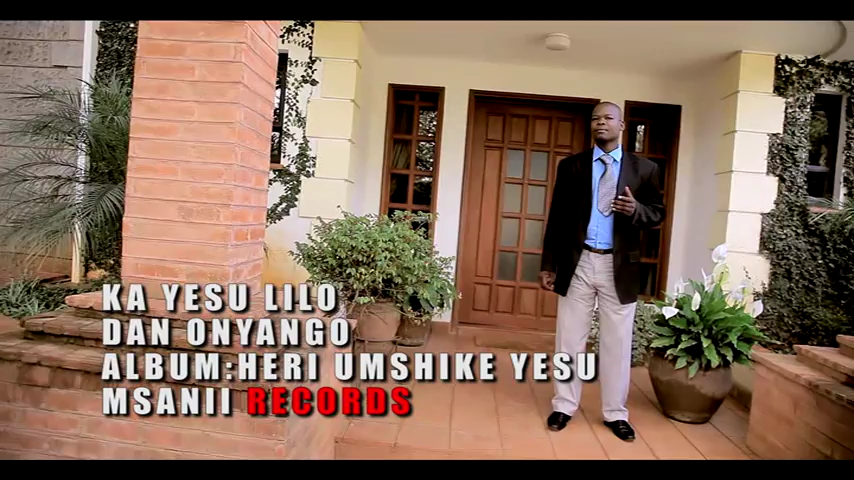 KA YESU LILO
DAN ONYANGO
ALBUM:HERI UMSHIKE YESU
MSANII RECORDS